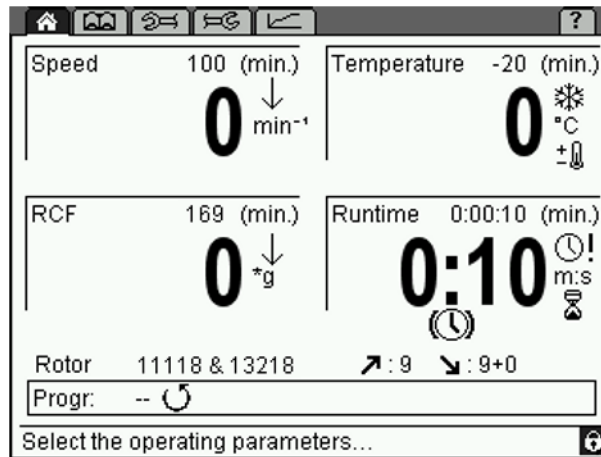 ?
Speed 100 (min.)
0 min⁻¹
Temperature -20 (min.)
0 °C
±
RCF 169 (min.)
0 *g
Runtime 0:00:10 (min.)
0:10 ! m:s
Rotor 11118 & 13218 ↗: 9 ↘: 9+0
Progr: --
Select the operating parameters...